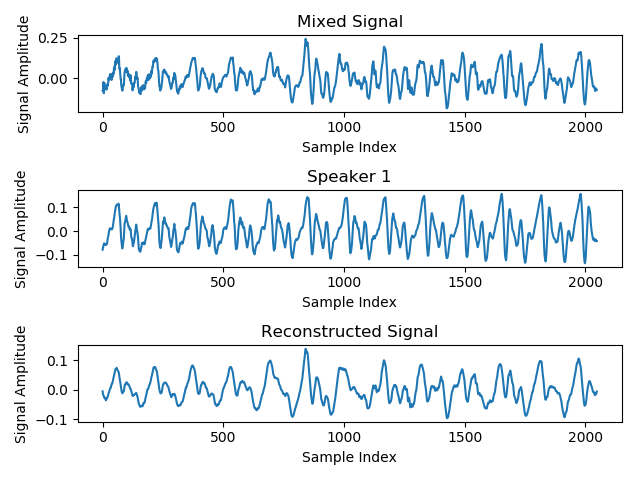 Mixed Signal
Signal Amplitude
0.25
0.00
0 500 1000 1500 2000
Sample Index
Speaker 1
Signal Amplitude
0.1
0.0
−0.1
0 500 1000 1500 2000
Sample Index
Reconstructed Signal
Signal Amplitude
0.1
0.0
−0.1
0 500 1000 1500 2000
Sample Index